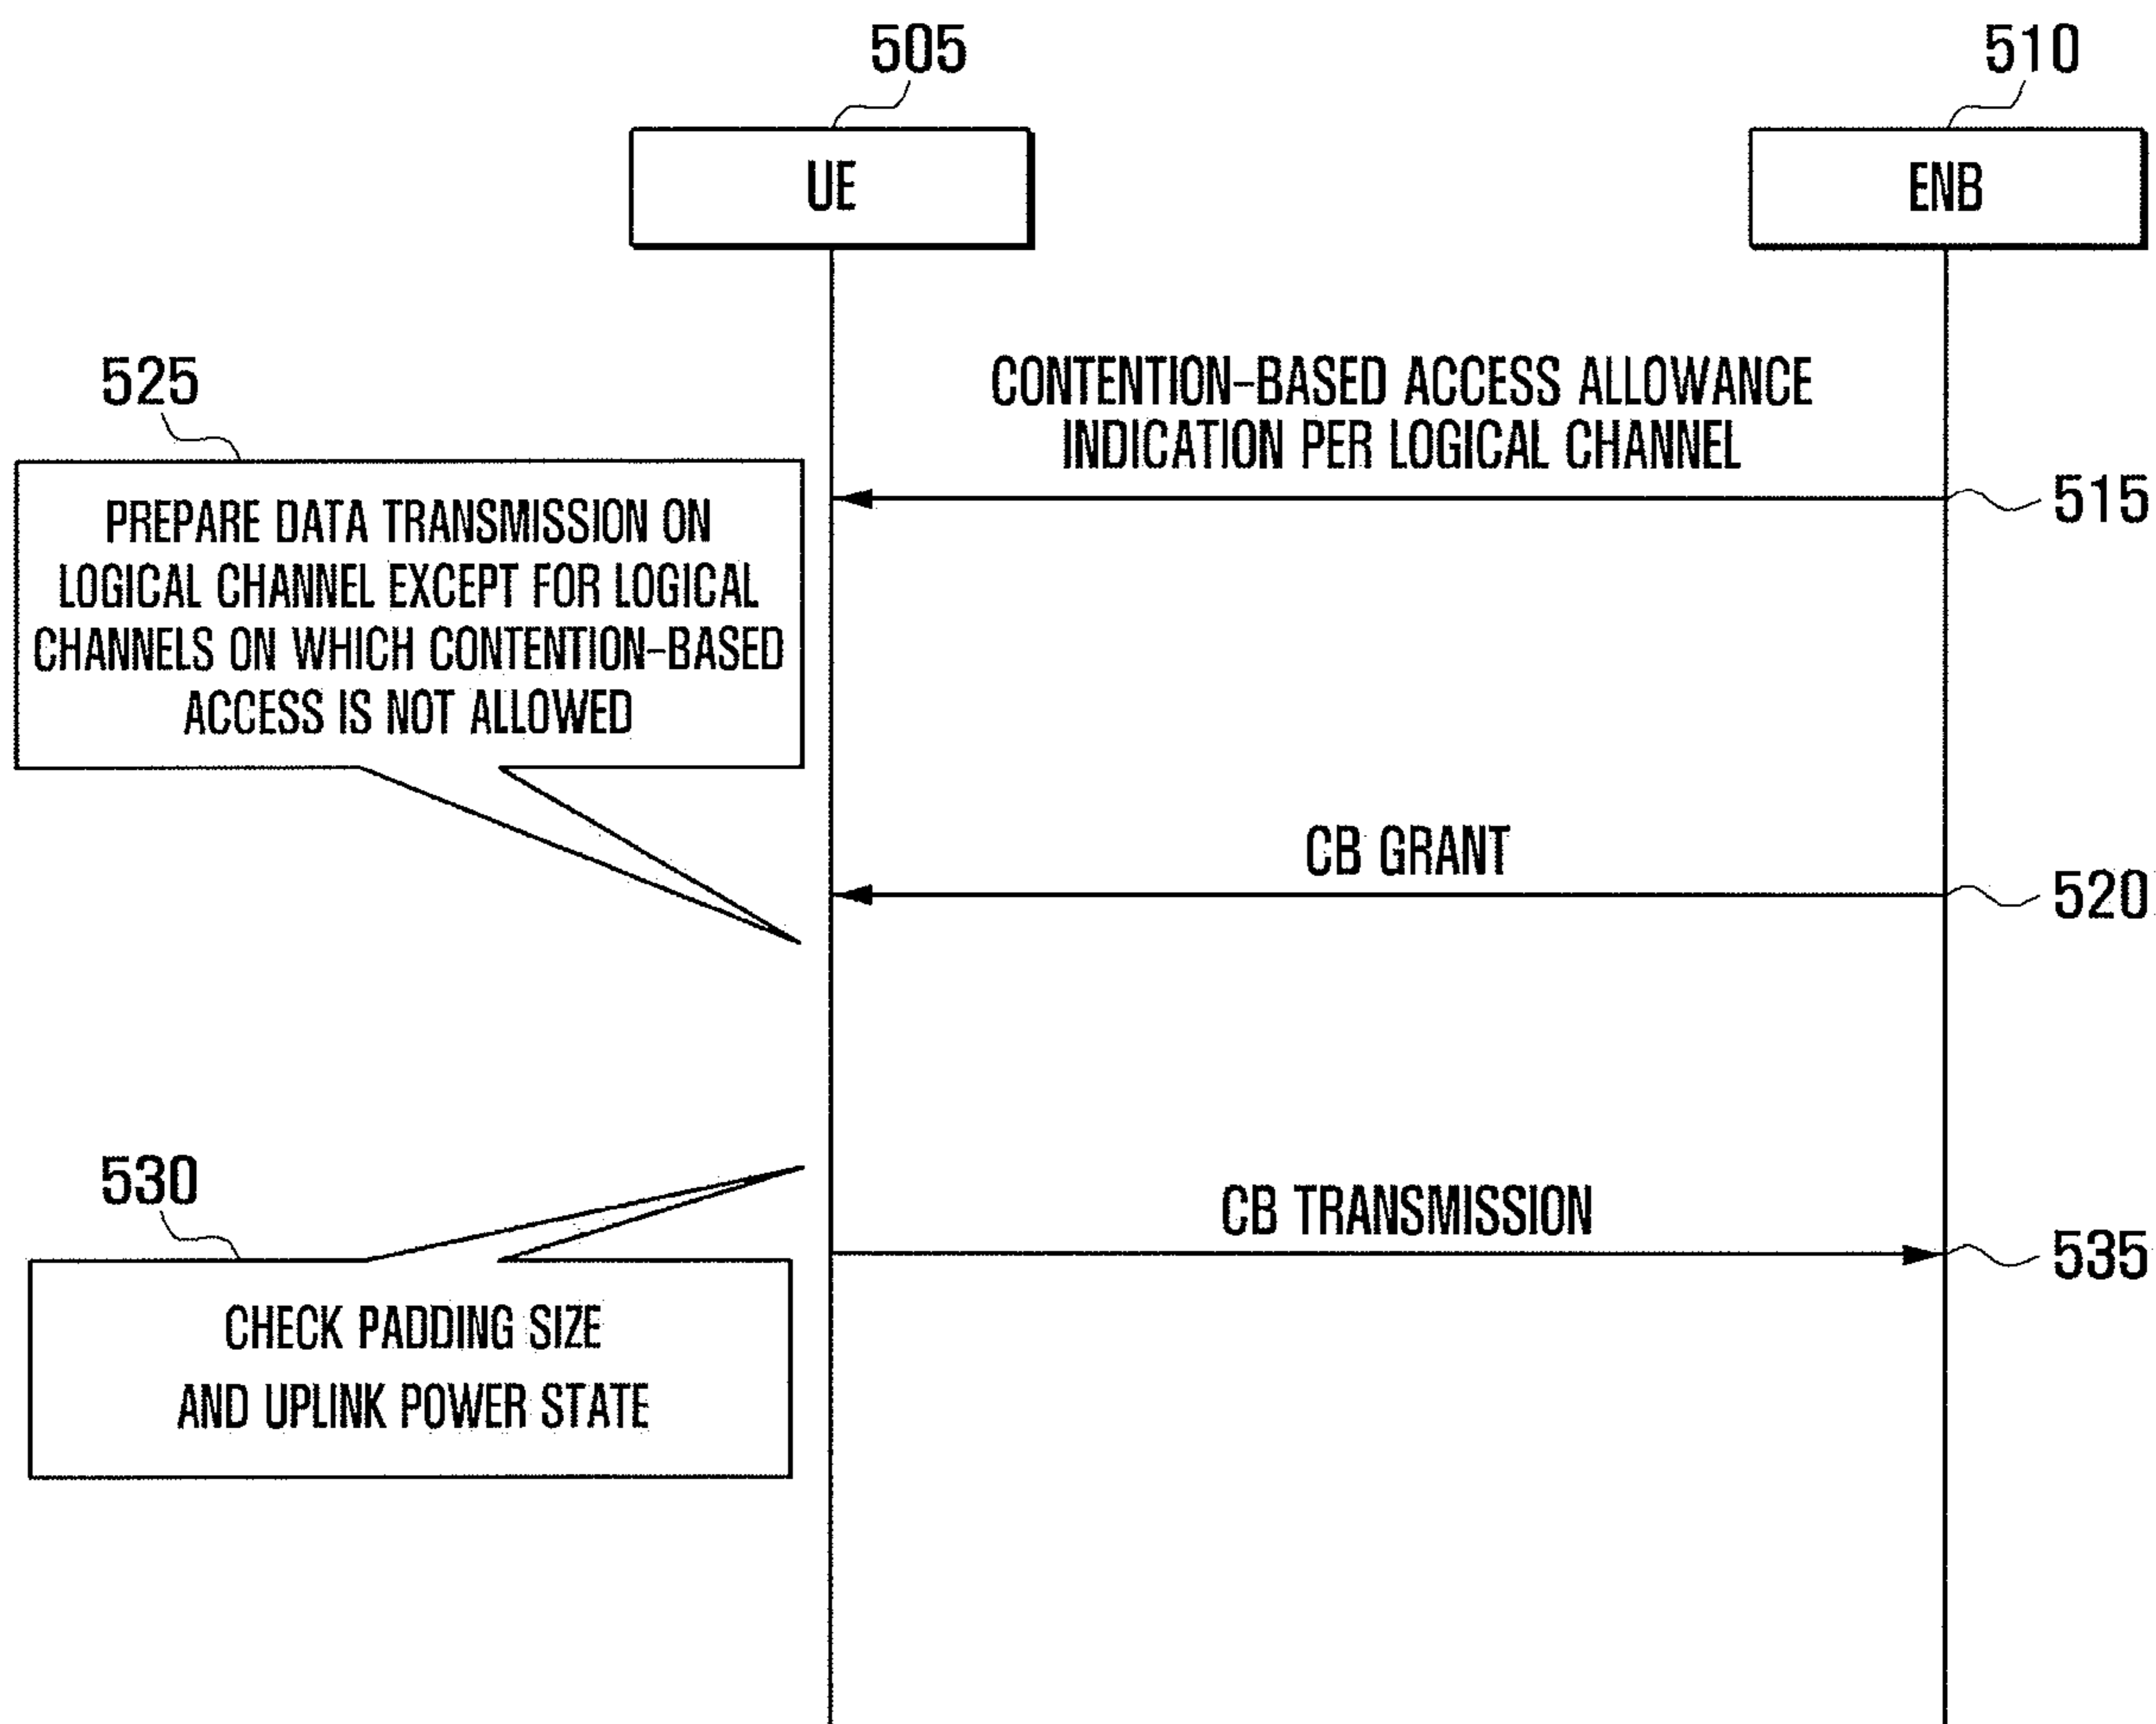 505
510
UE
ENB
525
CONTENTION-BASED ACCESS ALLOWANCE
INDICATION PER LOGICAL CHANNEL
515
PREPARE DATA TRANSMISSION ON
LOGICAL CHANNEL EXCEPT FOR LOGICAL
CHANNELS ON WHICH CONTENTION-BASED
ACCESS IS NOT ALLOWED
CB GRANT
520
530
CB TRANSMISSION
535
CHECK PADDING SIZE
AND UPLINK POWER STATE